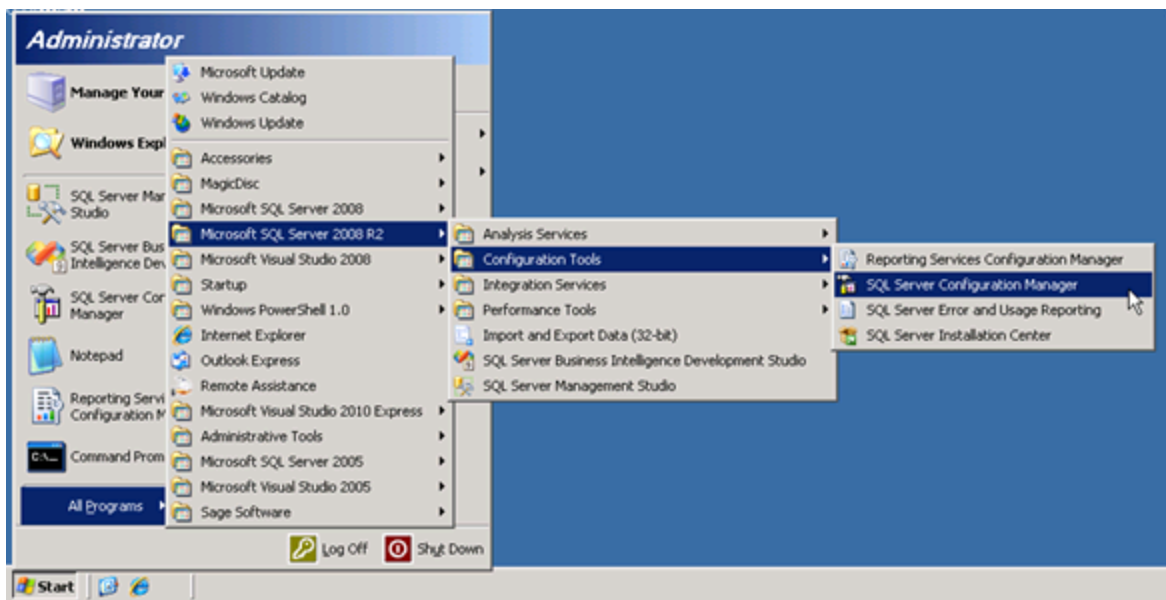 Administrator
Manage Your
Windows Expl
SQL Server Mar
Studio
SQL Server Bus
Intelligence Dev
SQL Server Cor
Manager
Notepad
Reporting Servi
Configuration M
Command Prom
All Programs
Microsoft Update
Windows Catalog
Windows Update
Accessories
MagicDisc
Microsoft SQL Server 2008
Microsoft SQL Server 2008 R2
Microsoft Visual Studio 2008
Startup
Windows PowerShell 1.0
Internet Explorer
Outlook Express
Remote Assistance
Microsoft Visual Studio 2010 Express
Administrative Tools
Microsoft SQL Server 2005
Microsoft Visual Studio 2005
Sage Software
Analysis Services
Configuration Tools
Integration Services
Performance Tools
Import and Export Data (32-bit)
SQL Server Business Intelligence Development Studio
SQL Server Management Studio
Reporting Services Configuration Manager
SQL Server Configuration Manager
SQL Server Error and Usage Reporting
SQL Server Installation Center
Log Off Shut Down
Start